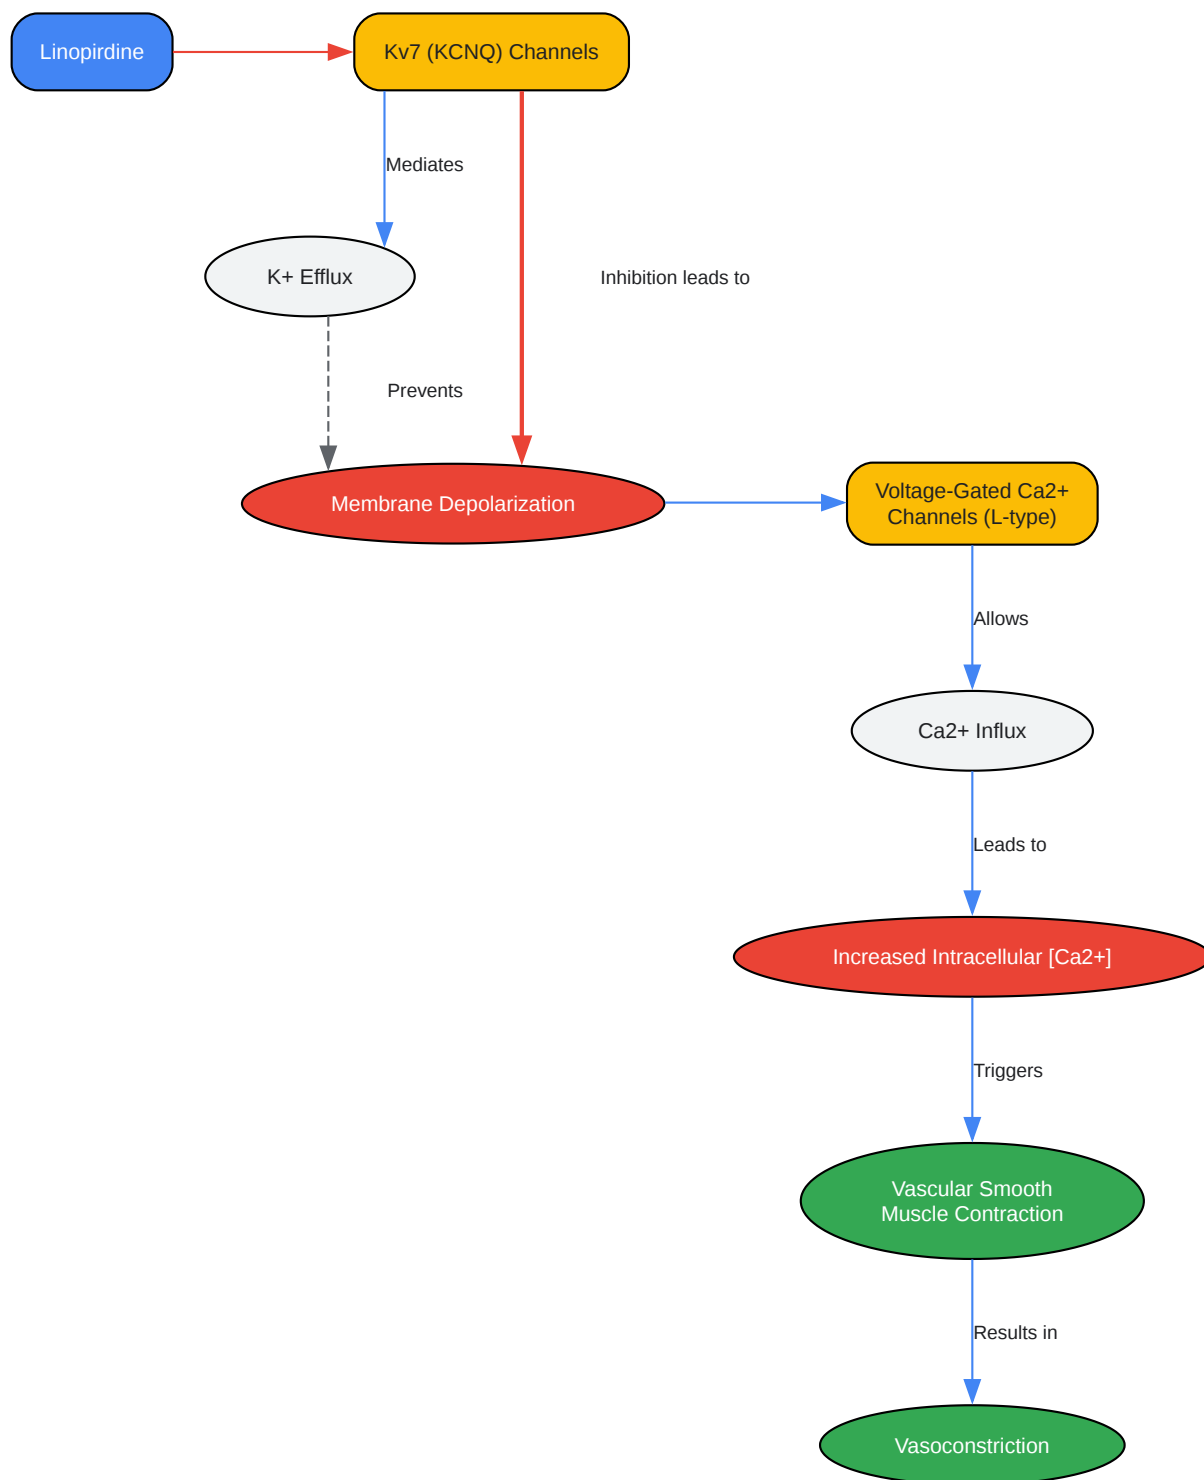 Linopirdine
Kv7 (KCNQ) Channels
Mediates
K+ Efflux
Inhibition leads to
Prevents
Membrane Depolarization
Voltage-Gated Ca2+
Channels (L-type)
Allows
Ca2+ Influx
Leads to
Increased Intracellular [Ca2+]
Triggers
Vascular Smooth
Muscle Contraction
Results in
Vasoconstriction